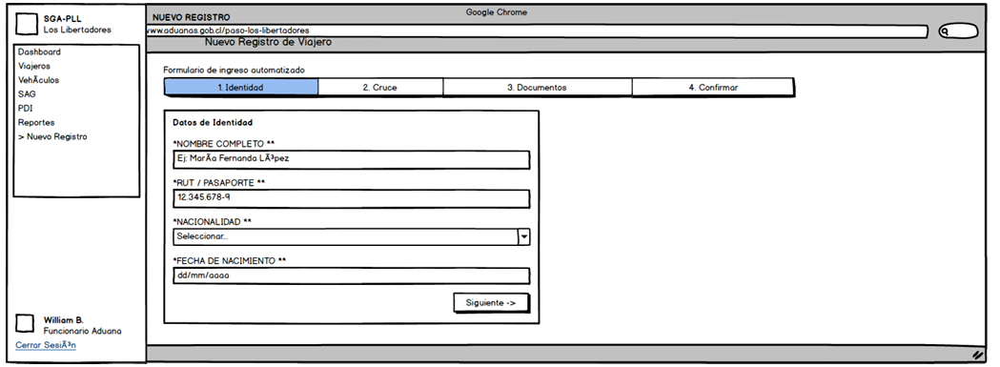 SGA-PLL
Los Libertadores
Dashboard
Viajeros
VehÃculos
SAG
PDI
Reportes
> Nuevo Registro
William B.
Funcionario Aduana
Cerrar SesiÃ³n
Google Chrome
NUEVO REGISTRO
www.aduanas.gob.cl/paso-los-libertadores
Nuevo Registro de Viajero
Formulario de ingreso automatizado
1. Identidad
2. Cruce
3. Documentos
4. Confirmar
Datos de Identidad
*NOMBRE COMPLETO **
Ej: MarÃa Fernanda LÃ³pez
*RUT / PASAPORTE **
12.345.678-9
*NACIONALIDAD **
Seleccionar...
*FECHA DE NACIMIENTO **
dd/mm/aaaa
Siguiente ->